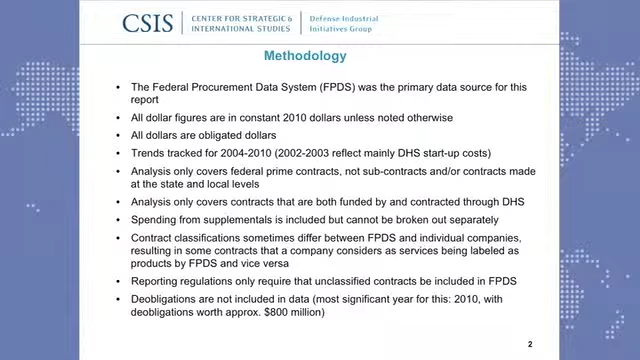 CSIS
CENTER FOR STRATEGIC &
INTERNATIONAL STUDIES
Defense Industrial
Initiatives Group
Methodology
• The Federal Procurement Data System (FPDS) was the primary data source for this
report
• All dollar figures are in constant 2010 dollars unless noted otherwise
• All dollars are obligated dollars
• Trends tracked for 2004-2010 (2002-2003 reflect mainly DHS start-up costs)
• Analysis only covers federal prime contracts, not sub-contracts and/or contracts made
at the state and local levels
• Analysis only covers contracts that are both funded by and contracted through DHS
• Spending from supplementals is included but cannot be broken out separately
• Contract classifications sometimes differ between FPDS and individual companies,
resulting in some contracts that a company considers as services being labeled as
products by FPDS and vice versa
• Reporting regulations only require that unclassified contracts be included in FPDS
• Deobligations are not included in data (most significant year for this: 2010, with
deobligations worth approx. $800 million)
2